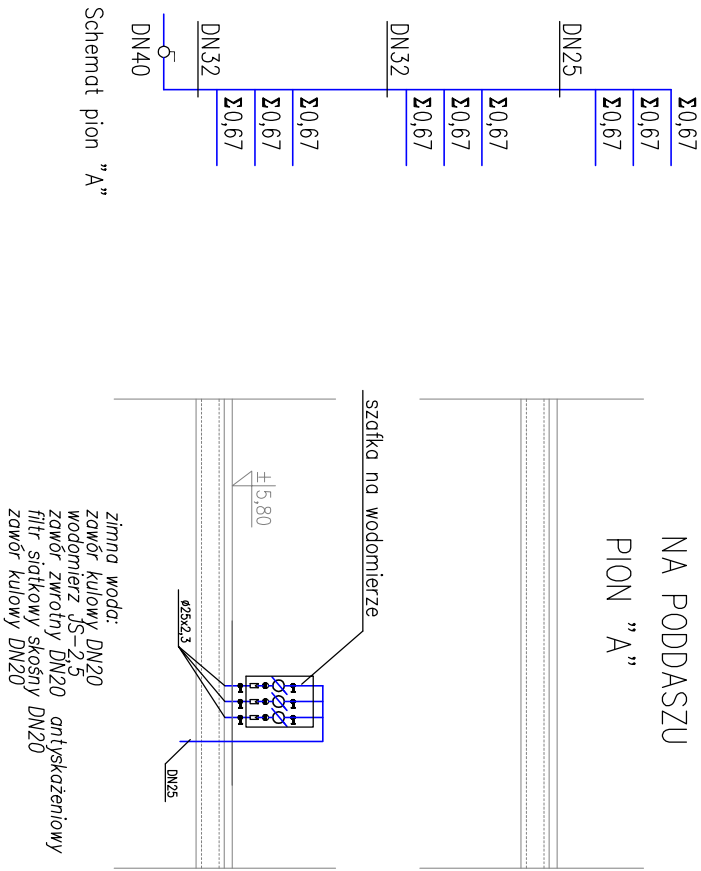 NA PODDASZU
PION "A"
Σ0,67
Σ0,67
Σ0,67
DN25
Σ0,67
Σ0,67
Σ0,67
DN32
Σ0,67
Σ0,67
Σ0,67
DN32
DN40
Schemat pion "A"
szafka na wodomierze
±5,80
ø25x2,3
DN25
zimna woda:
zawór kulowy DN20
wodomierz JS-2,5
zawór zwrotny DN20 antyskażeniowy
filtr siatkowy skośny DN20
zawór kulowy DN20